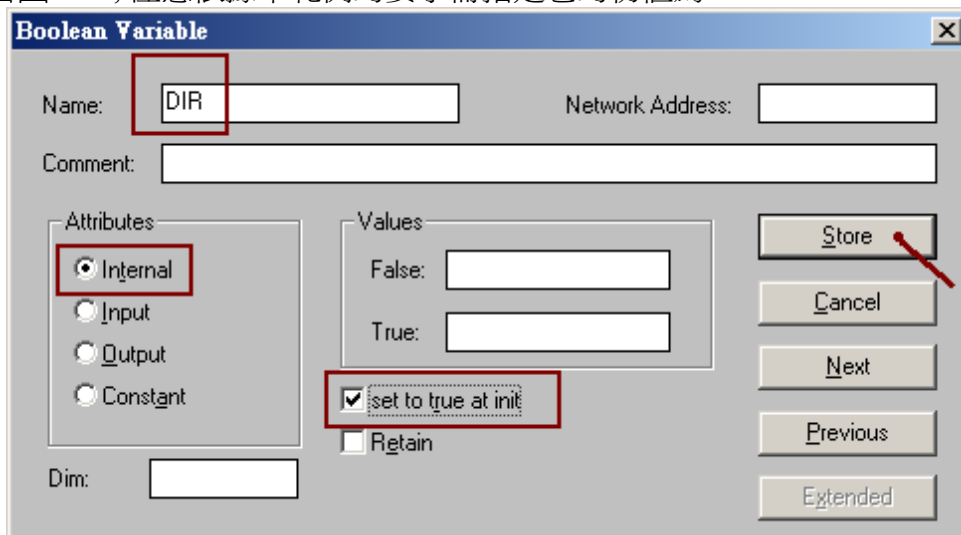 Boolean Variable
Name: DIR Network Address:
Comment:
Attributes Values
Internal False: Store
Input Cancel
True:
Output Next
Constant set to true at init
Retain Previous
Dim: Extended